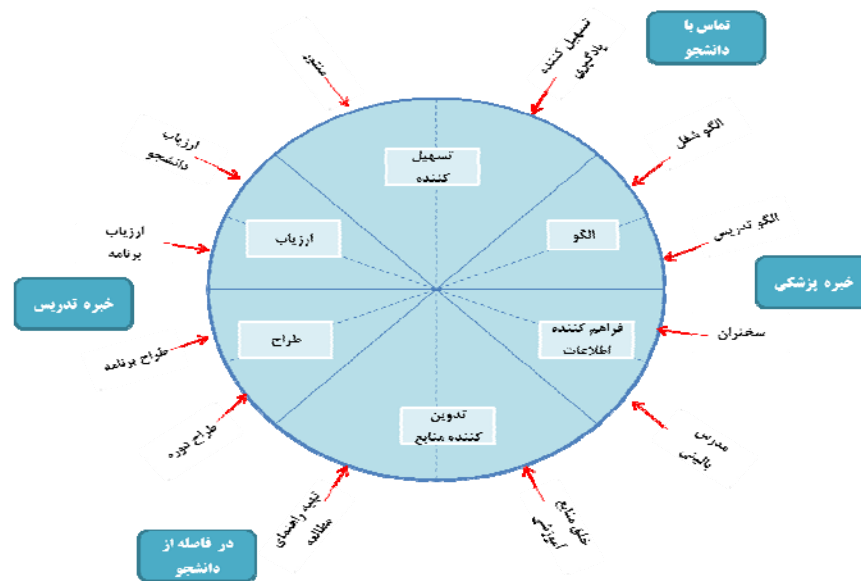 تماس با
دانشجو
تسهیل کننده
یادگیری
منتور
الگو شغل
ارزیاب
دانشجو
تسهیل
کننده
الگو تدریس
ارزیاب
برنامه
ارزیاب
الگو
خبره پزشکی
خبره تدریس
سخنران
فراهم کننده
اطلاعات
طراح
طراح برنامه
مدرس
بالینی
تدوین
کننده منابع
طراح دوره
خلق منابع
آموزشی
تهیه راهنمای
مطالعه
در فاصله از
دانشجو